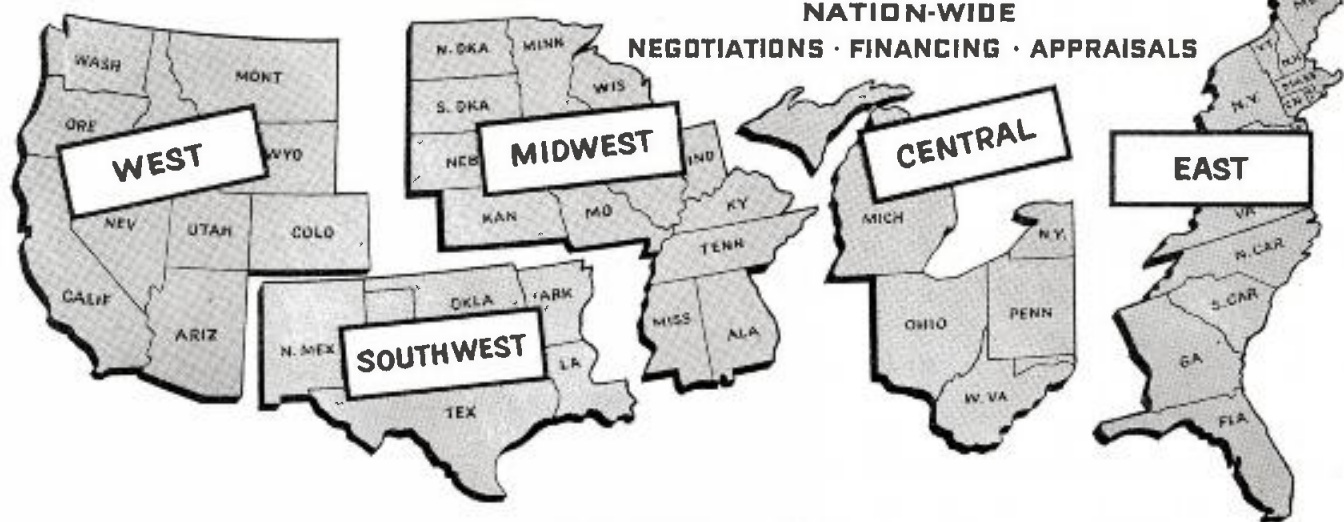 NATION-WIDE
NEGOTIATIONS · FINANCING · APPRAISALS
WEST
WASH
MONT
ORE
WYO
NEV
UTAH
COLO
CALIF
ARIZ
MIDWEST
N. DKA
MINN
WIS
S. DKA
NEB
IND
KAN
MO
KY
TENN
MISS
ALA
SOUTHWEST
OKLA
ARK
N. MEX
LA
TEX
CENTRAL
MICH
N.Y.
OHIO
PENN
W. VA
EAST
VT.
N.H.
N.Y.
MASS
VA
N. CAR
S. CAR
GA
FLA